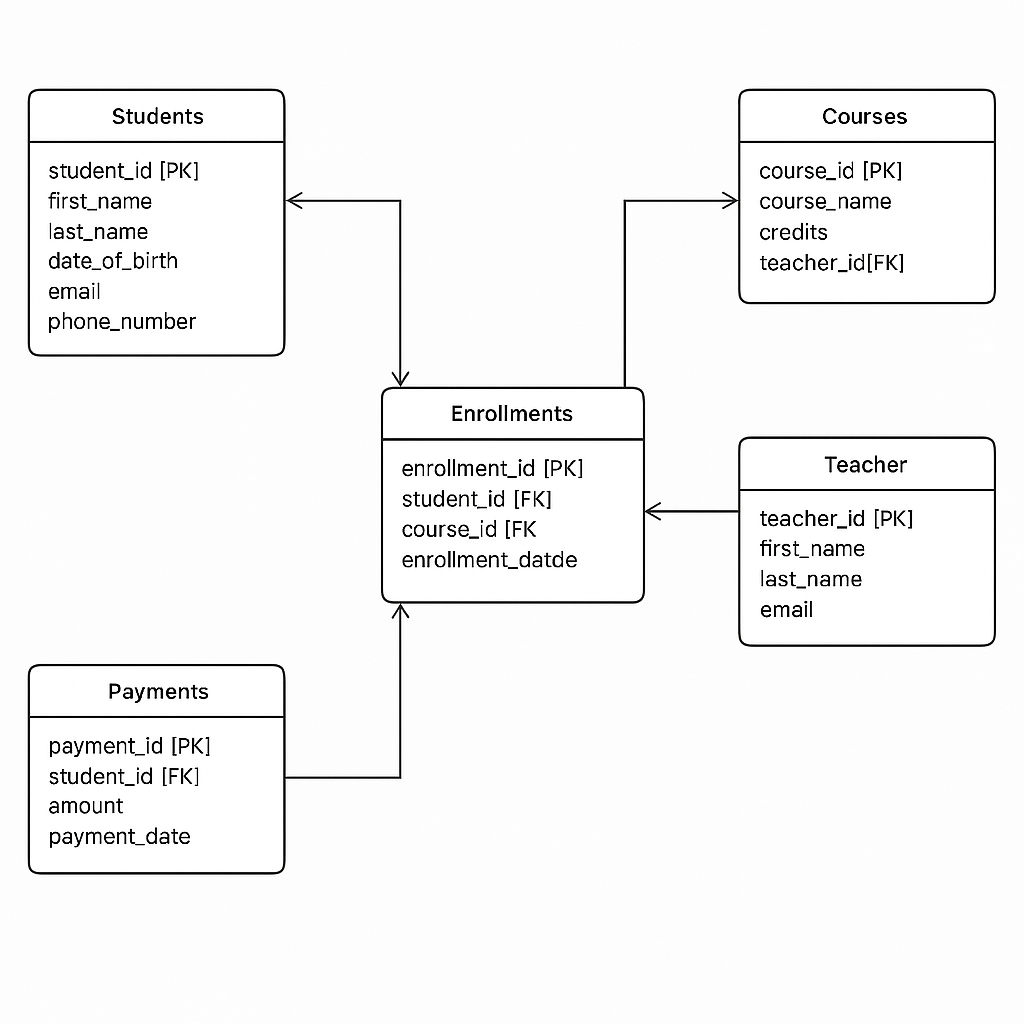 Students
student_id [PK]
first_name
last_name
date_of_birth
email
phone_number
Courses
course_id [PK]
course_name
credits
teacher_id[FK]
Enrollments
enrollment_id [PK]
student_id [FK]
course_id [FK
enrollment_datde
Teacher
teacher_id [PK]
first_name
last_name
email
Payments
payment_id [PK]
student_id [FK]
amount
payment_date